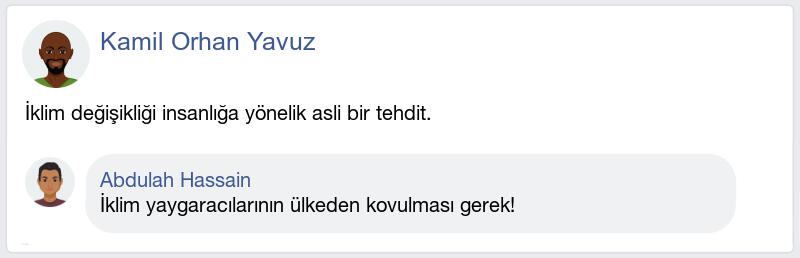 Kamil Orhan Yavuz
İklim değişikliği insanlığa yönelik asli bir tehdit.
Abdulah Hassain
İklim yaygaracılarının ülkeden kovulması gerek!